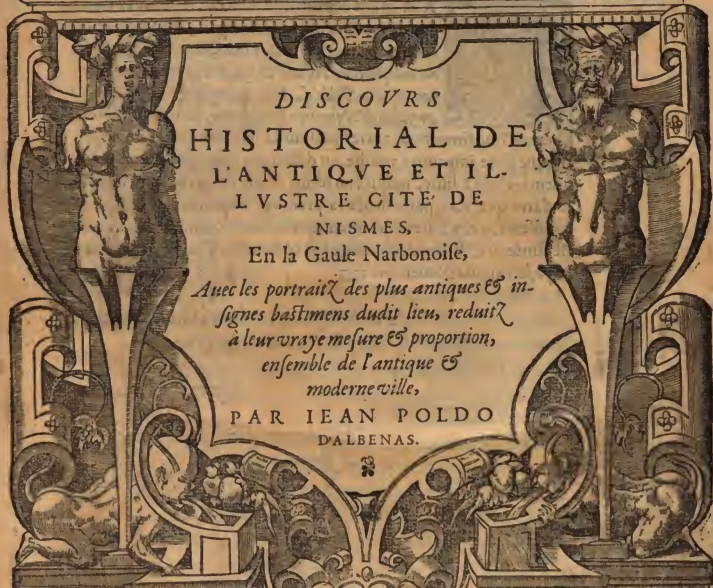 DISCOVRS
HISTORIAL DE
L'ANTIQVE ET IL-
LVSTRE CITE' DE
NISMES,
En la Gaule Narbonoiſe,
Auec les portraitz des plus antiques & in-
ſignes baſtimens dudit lieu, reduitz
à leur vraye meſure & proportion,
enſemble de l'antique &
moderne ville,
PAR IEAN POLDO
D'ALBENAS.